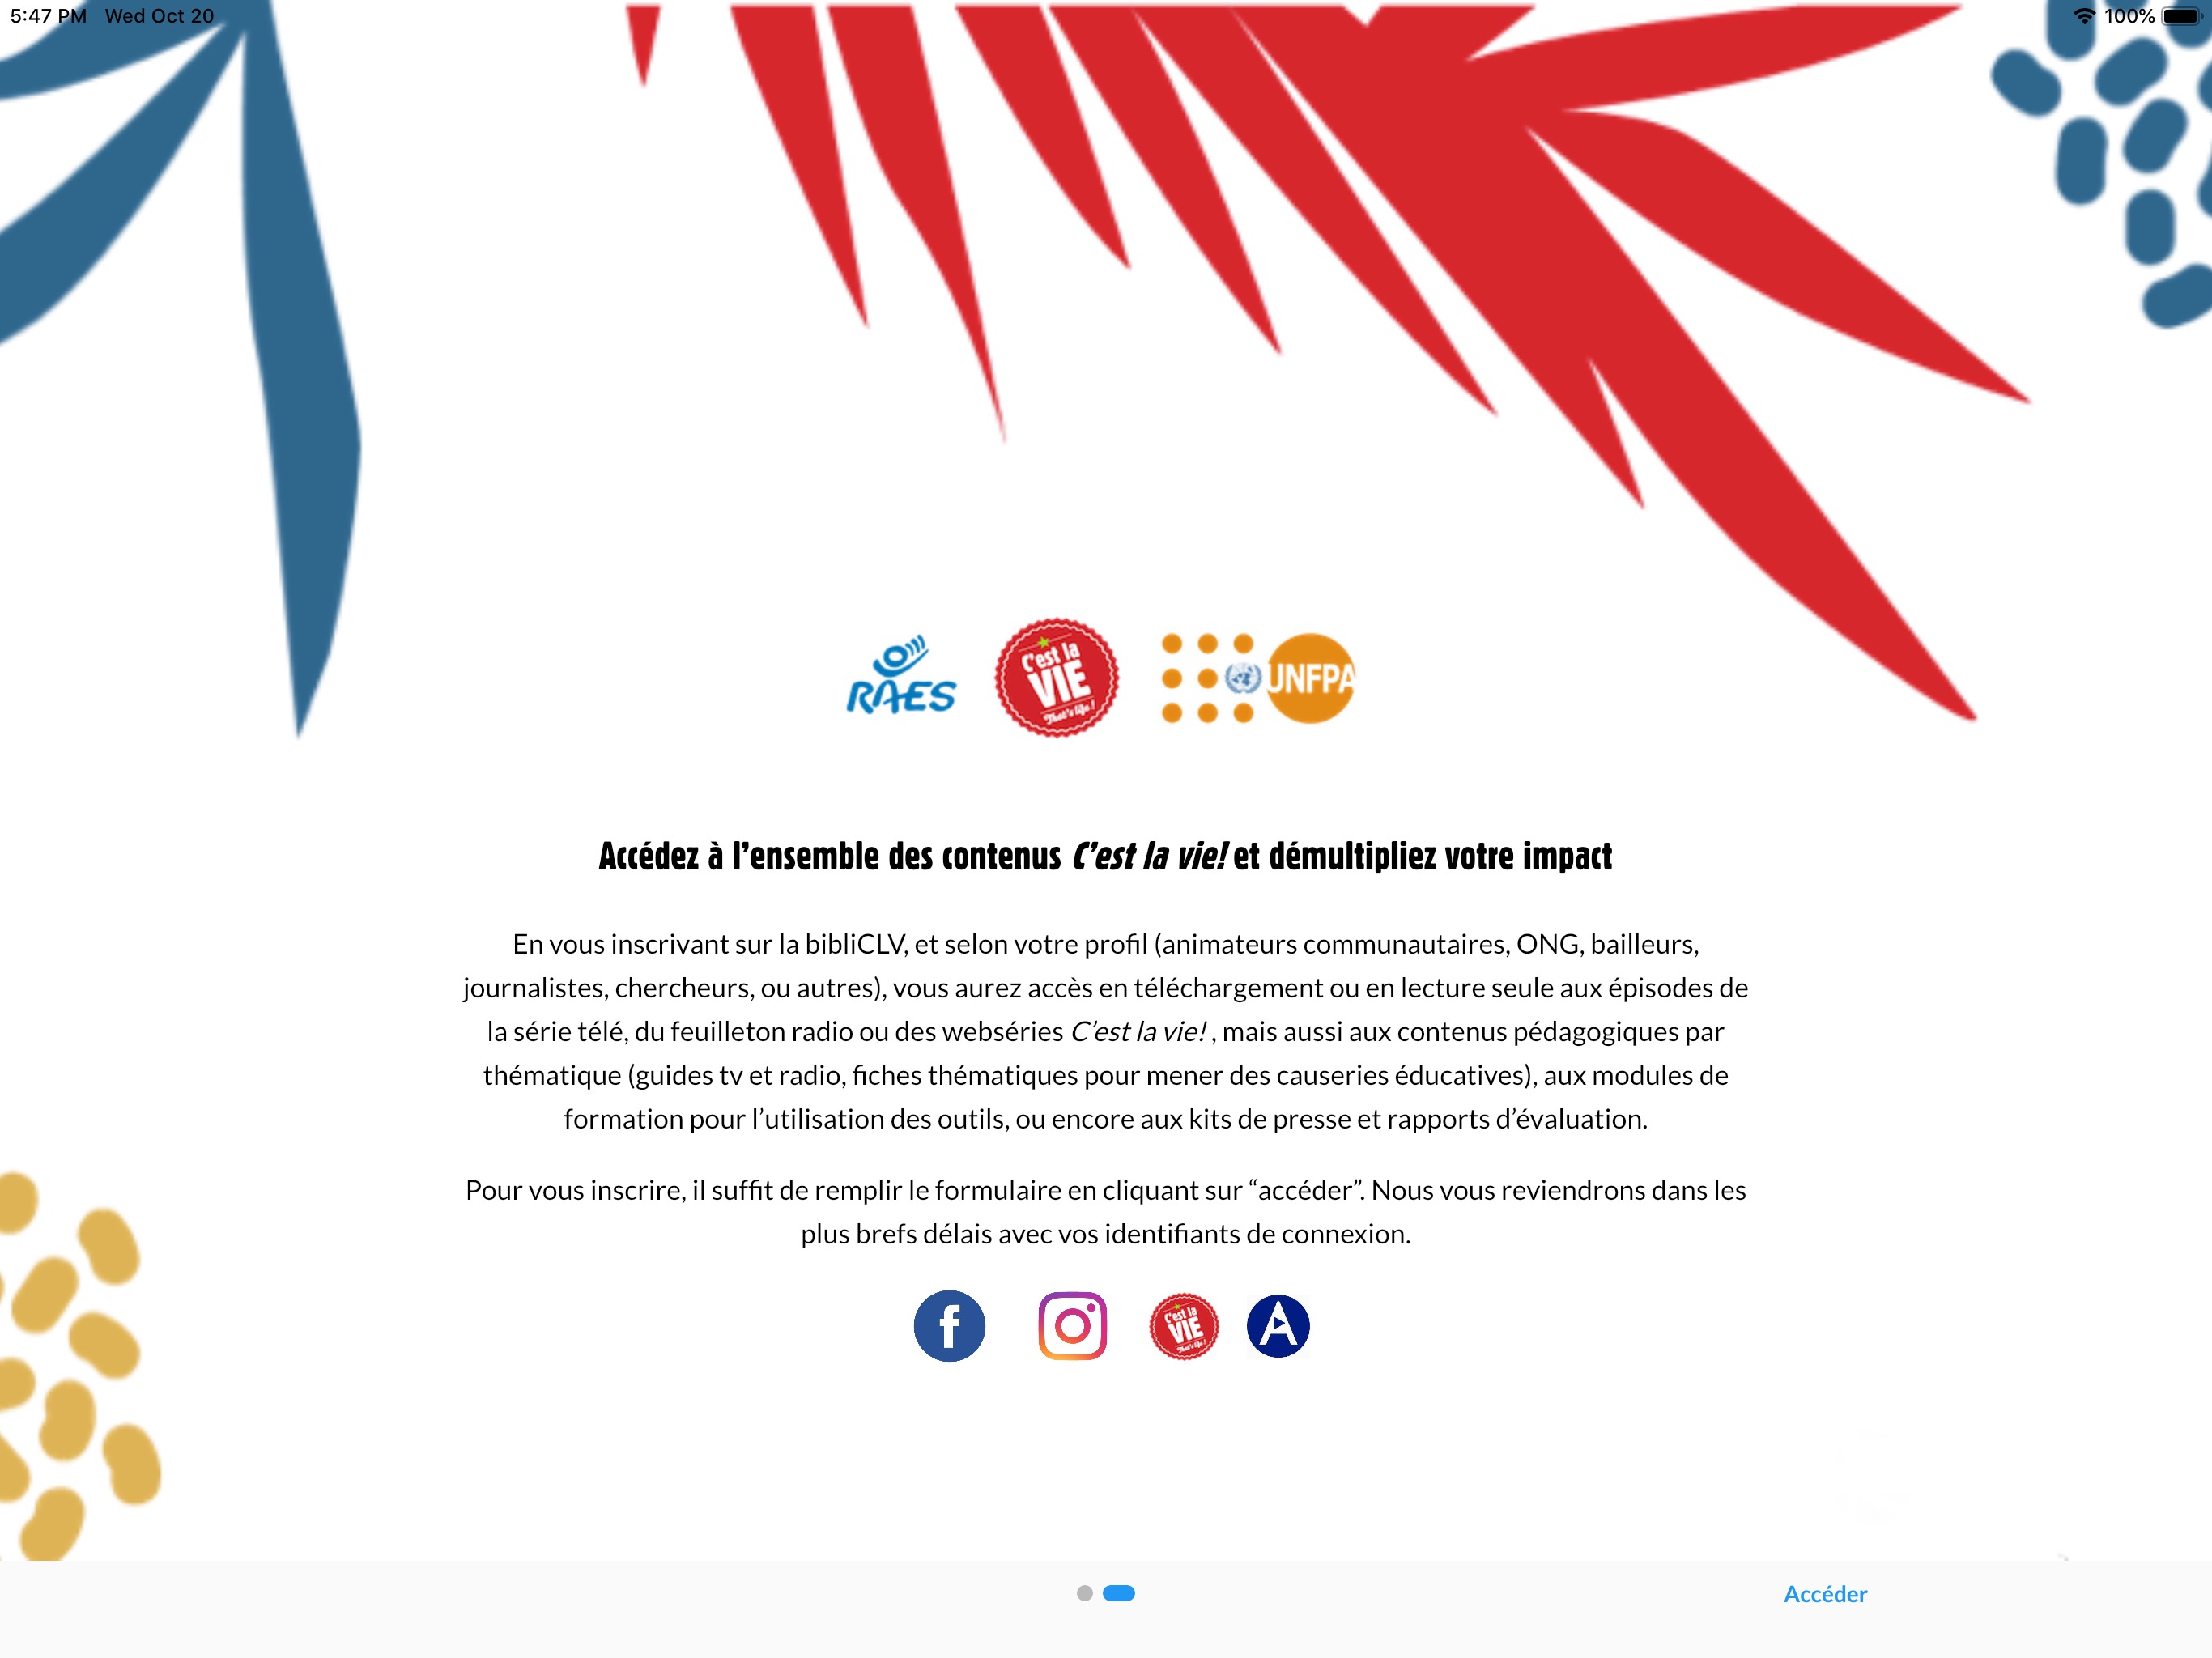 5:47 PM Wed Oct 20
100%
RAES
C'est la
VIE
That's life!
UNFPA
Accédez à l’ensemble des contenus C’est la vie! et démultipliez votre impact
En vous inscrivant sur la bibliCLV, et selon votre profil (animateurs communautaires, ONG, bailleurs,
journalistes, chercheurs, ou autres), vous aurez accès en téléchargement ou en lecture seule aux épisodes de
la série télé, du feuilleton radio ou des webséries C’est la vie! , mais aussi aux contenus pédagogiques par
thématique (guides tv et radio, fiches thématiques pour mener des causeries éducatives), aux modules de
formation pour l’utilisation des outils, ou encore aux kits de presse et rapports d’évaluation.
Pour vous inscrire, il suffit de remplir le formulaire en cliquant sur “accéder”. Nous vous reviendrons dans les
plus brefs délais avec vos identifiants de connexion.
f
C'est la
VIE
That's life!
A
Accéder